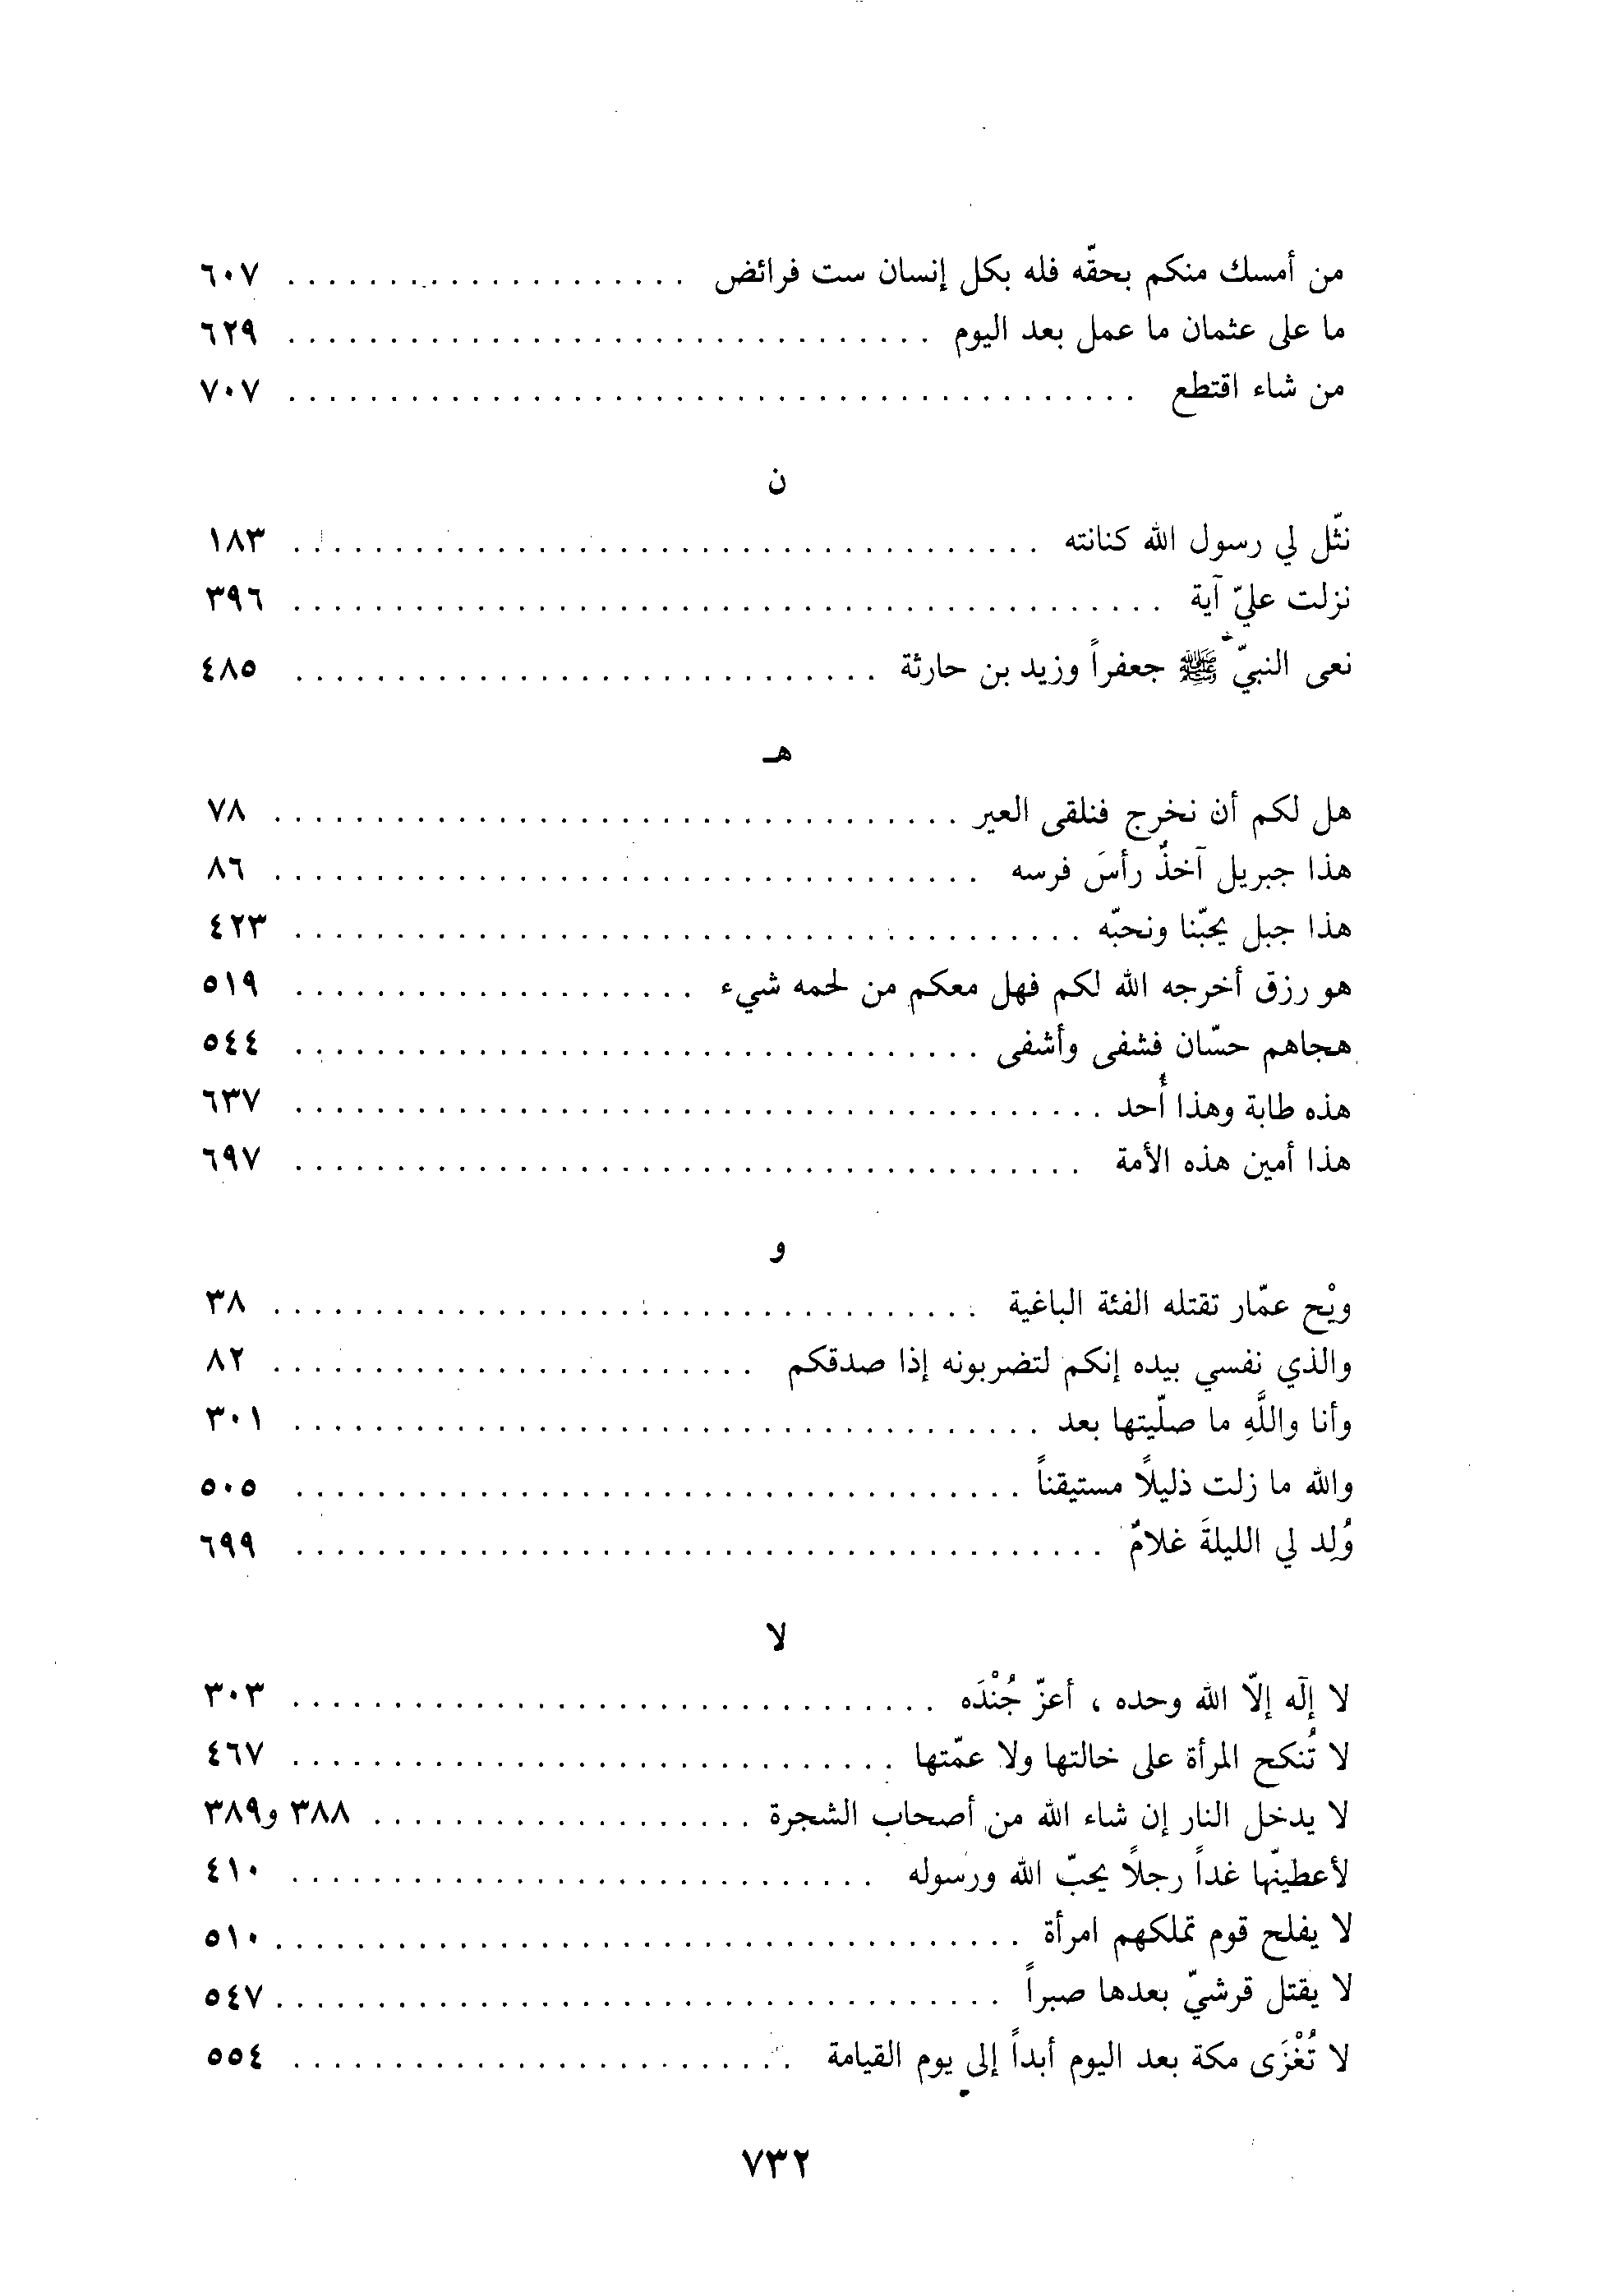 من أمسك منكم بحقّه فله بكل إنسان ست فرائض . . . . . . . . . . . . . . . . . . . . ٦٠٧
ما على عثمان ما عمل بعد اليوم . . . . . . . . . . . . . . . . . . . . . . . . . . . . . . . . ٦٢٩
من شاء اقتطع . . . . . . . . . . . . . . . . . . . . . . . . . . . . . . . . . . . . . . . . . . ٧٠٧
ن
نثّل لي رسول الله كنانته . . . . . . . . . . . . . . . . . . . . . . . . . . . . . . . . . . . . . ١٨٣
نزلت عليّ آية . . . . . . . . . . . . . . . . . . . . . . . . . . . . . . . . . . . . . . . . . . . ٣٩٦
نعى النبيّ ﷺ جعفراً وزيد بن حارثة . . . . . . . . . . . . . . . . . . . . . . . . . . . . . ٤٨٥
هـ
هل لكم أن نخرج فنلقى العير . . . . . . . . . . . . . . . . . . . . . . . . . . . . . . . . . . ٧٨
هذا جبريل آخذٌ رأسَ فرسه . . . . . . . . . . . . . . . . . . . . . . . . . . . . . . . . . . . ٨٦
هذا جبل يحبّنا ونحبّه . . . . . . . . . . . . . . . . . . . . . . . . . . . . . . . . . . . . . . . ٤٢٣
هو رزق أخرجه الله لكم فهل معكم من لحمه شيء . . . . . . . . . . . . . . . . . . . . ٥١٩
هجاهم حسّان فشفى وأشفى . . . . . . . . . . . . . . . . . . . . . . . . . . . . . . . . . . ٥٤٤
هذه طابة وهذا أُحد . . . . . . . . . . . . . . . . . . . . . . . . . . . . . . . . . . . . . . . . ٦٣٧
هذا أمين هذه الأمة . . . . . . . . . . . . . . . . . . . . . . . . . . . . . . . . . . . . . . . ٦٩٧
و
ويْح عمّار تقتله الفئة الباغية . . . . . . . . . . . . . . . . . . . . . . . . . . . . . . . . . . . ٣٨
والذي نفسي بيده إنكم لتضربونه إذا صدقكم . . . . . . . . . . . . . . . . . . . . . . . . ٨٢
وأنا واللَّهِ ما صلّيتها بعد . . . . . . . . . . . . . . . . . . . . . . . . . . . . . . . . . . . . . ٣٠١
والله ما زلت ذليلًا مستيقناً . . . . . . . . . . . . . . . . . . . . . . . . . . . . . . . . . . . . ٥٠٥
وُلِد لي الليلةَ غلامٌ . . . . . . . . . . . . . . . . . . . . . . . . . . . . . . . . . . . . . . . . ٦٩٩
لا
لا إلٓه إلّا الله وحده ، أعزّ جُنْدَه . . . . . . . . . . . . . . . . . . . . . . . . . . . . . . . . ٣٠٣
لا تُنكح المرأة على خالتها ولا عمّتها . . . . . . . . . . . . . . . . . . . . . . . . . . . . . . ٤٦٧
لا يدخل النار إن شاء الله من أصحاب الشجرة . . . . . . . . . . . . . . . . . . . ٣٨٨ و٣٨٩
لأعطينّها غداً رجلًا يحبّ الله ورسوله . . . . . . . . . . . . . . . . . . . . . . . . . . . . . ٤١٠
لا يفلح قوم تملكهم امرأة . . . . . . . . . . . . . . . . . . . . . . . . . . . . . . . . . . . . . ٥١٠
لا يقتل قرشيّ بعدها صبراً . . . . . . . . . . . . . . . . . . . . . . . . . . . . . . . . . . . . ٥٤٧
لا تُغْزَى مكة بعد اليوم أبداً إلى يوم القيامة . . . . . . . . . . . . . . . . . . . . . . . . . ٥٥٤
٧٣٢